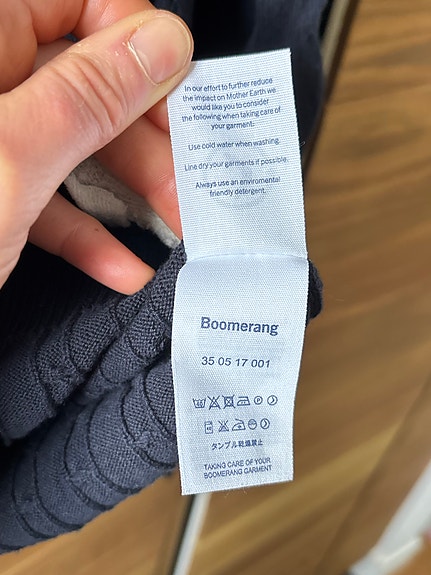 In our effort to further reduce
the impact on Mother Earth we
would like you to consider
the following when taking care of
your garment:
Use cold water when washing.
Line dry your garments if possible.
Always use an enviromental
friendly detergent.
Boomerang
35 05 17 001
タンブル乾燥禁止
TAKING CARE OF YOUR
BOOMERANG GARMENT